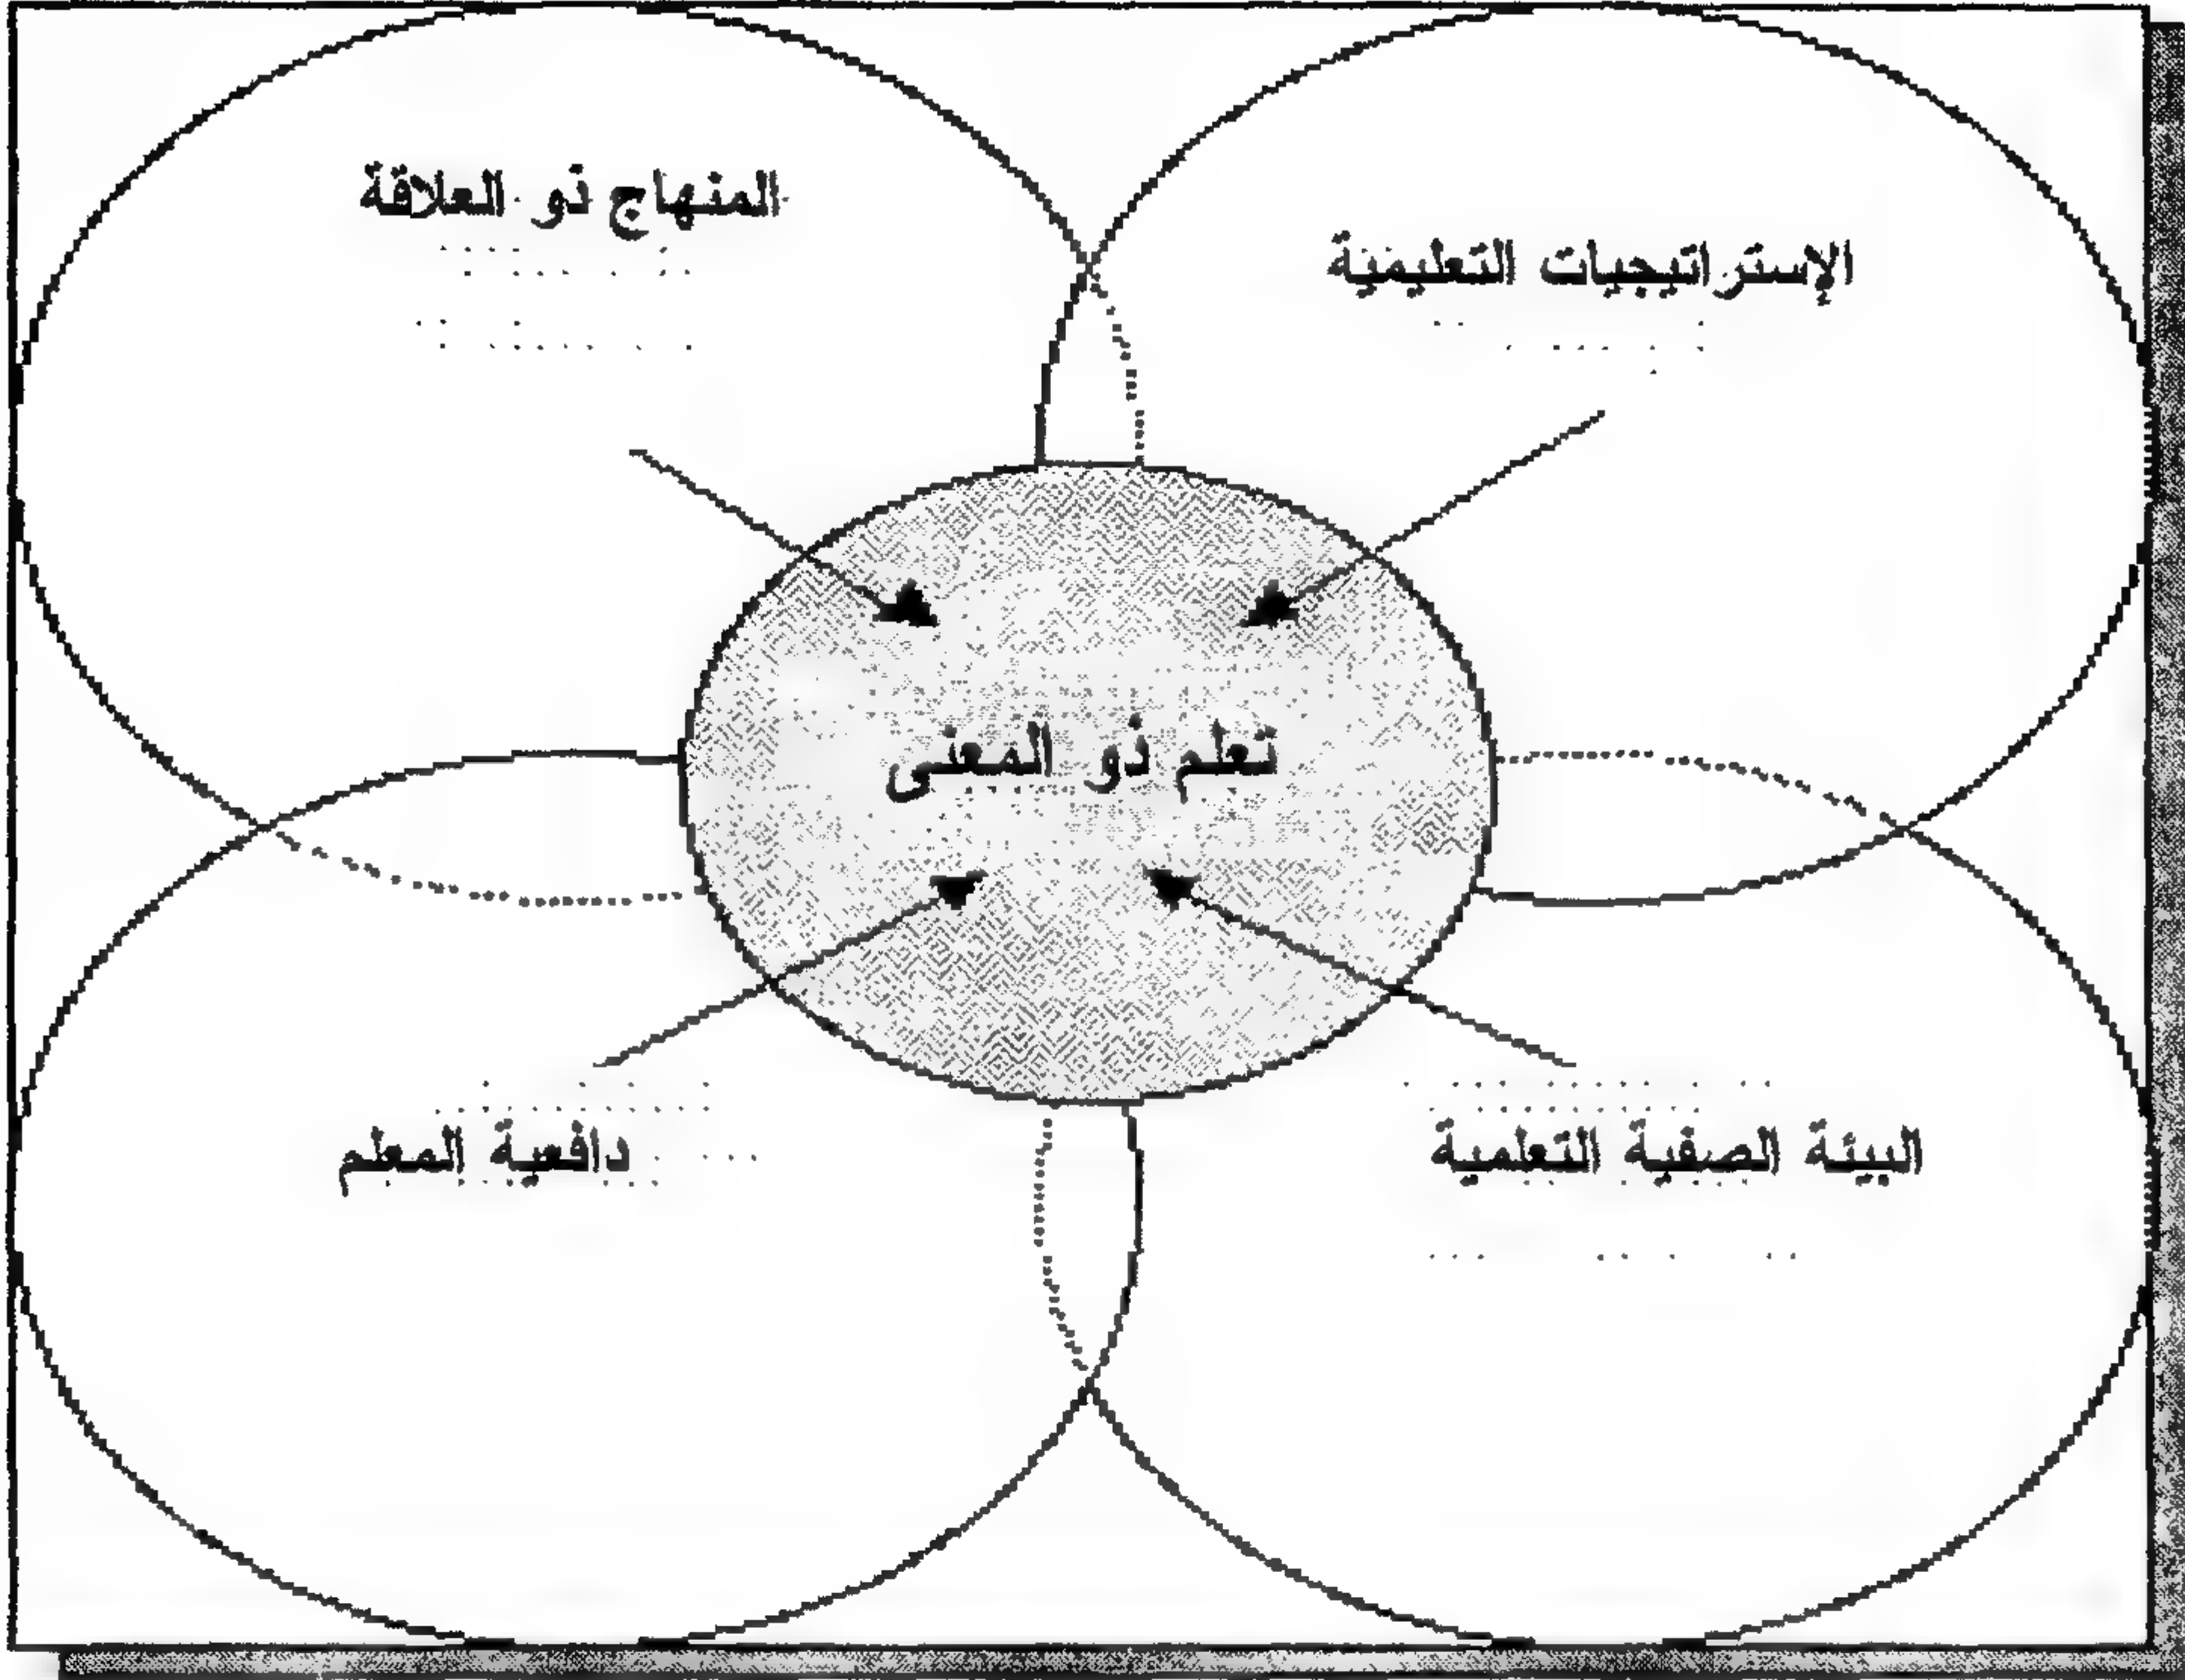 الإستراتيجيات التعليمية
المنهاج ذو العلاقة
تعلم ذو المعنى
البيئة الصفية التعلمية
دافعية المعلم